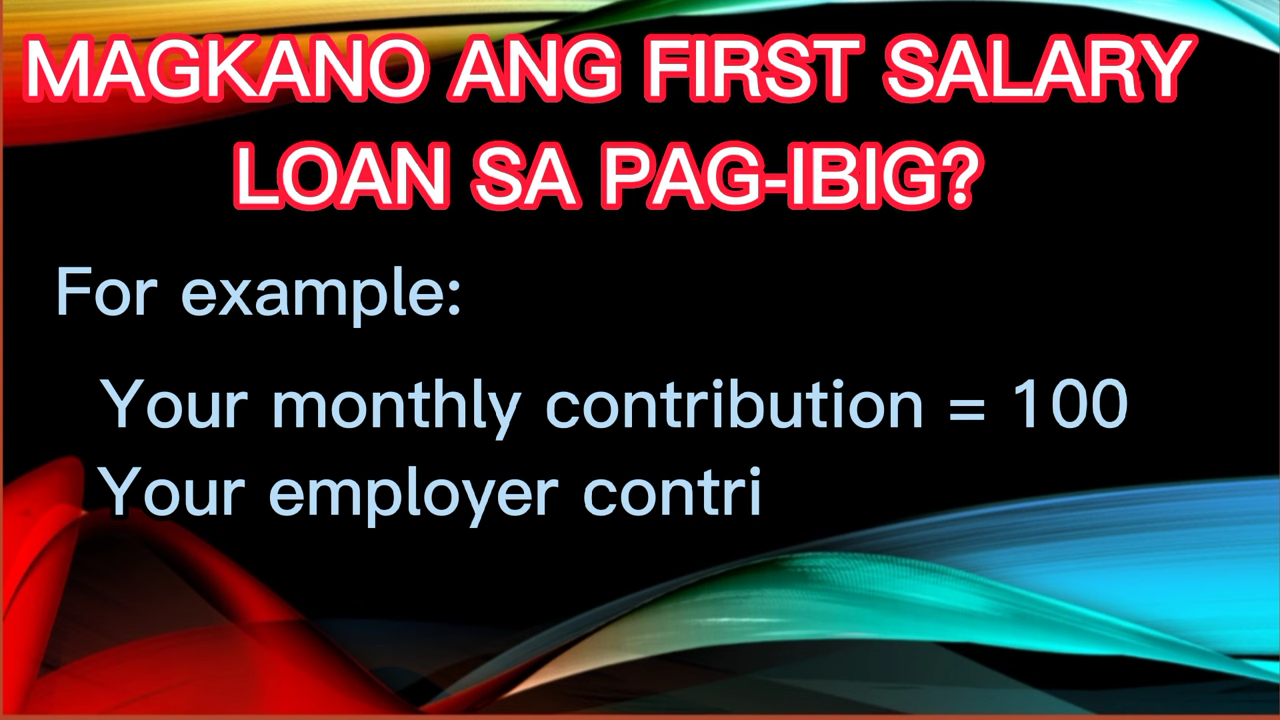 MAGKANO ANG FIRST SALARY
LOAN SA PAG-IBIG?
For example:
Your monthly contribution = 100
Your employer contri